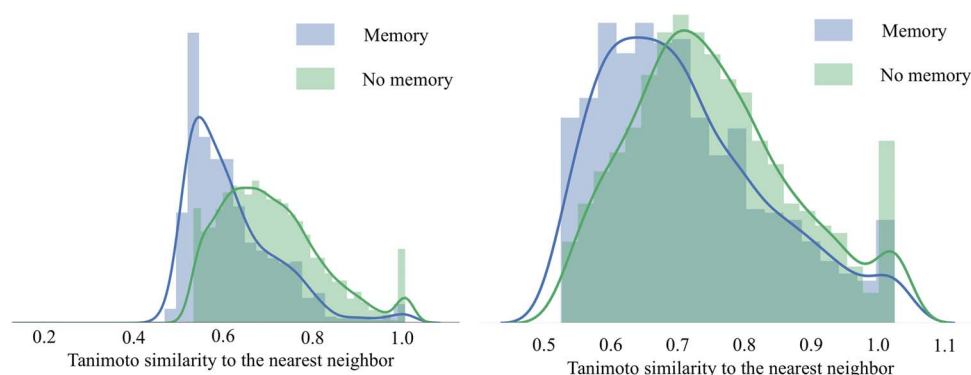 Memory
No memory
0.2 0.4 0.6 0.8 1.0
Tanimoto similarity to the nearest neighbor
Memory
No memory
0.5 0.6 0.7 0.8 0.9 1.0 1.1
Tanimoto similarity to the nearest neighbor